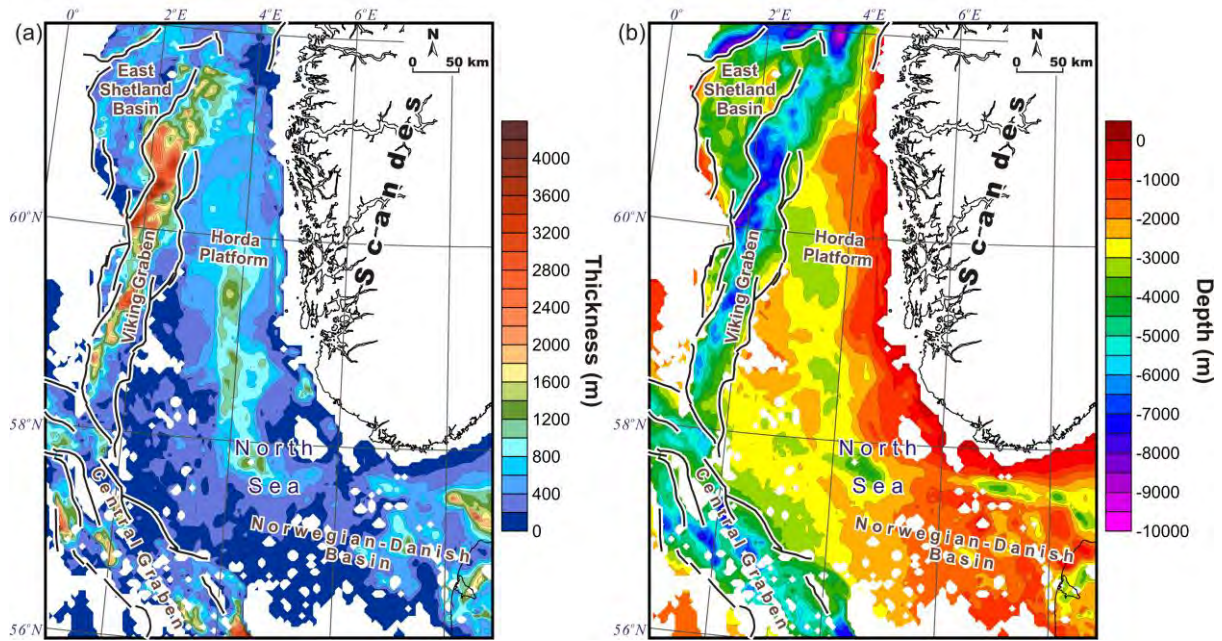 (a)
0°
2°E
4°E
6°E
N
0 50 km
East
Shetland
Basin
60°N
Viking Graben
Horda
Platform
Scandes
58°N
North
Sea
Central Graben
Norwegian-Danish
Basin
56°N
4000
3600
3200
2800
2400
2000
1600
1200
800
400
0
Thickness (m)
(b)
0°
2°E
4°E
6°E
N
0 50 km
East
Shetland
Basin
60°N
Viking Graben
Horda
Platform
Scandes
58°N
North
Sea
Central Graben
Norwegian-Danish
Basin
56°N
0
-1000
-2000
-3000
-4000
-5000
-6000
-7000
-8000
-9000
-10000
Depth (m)